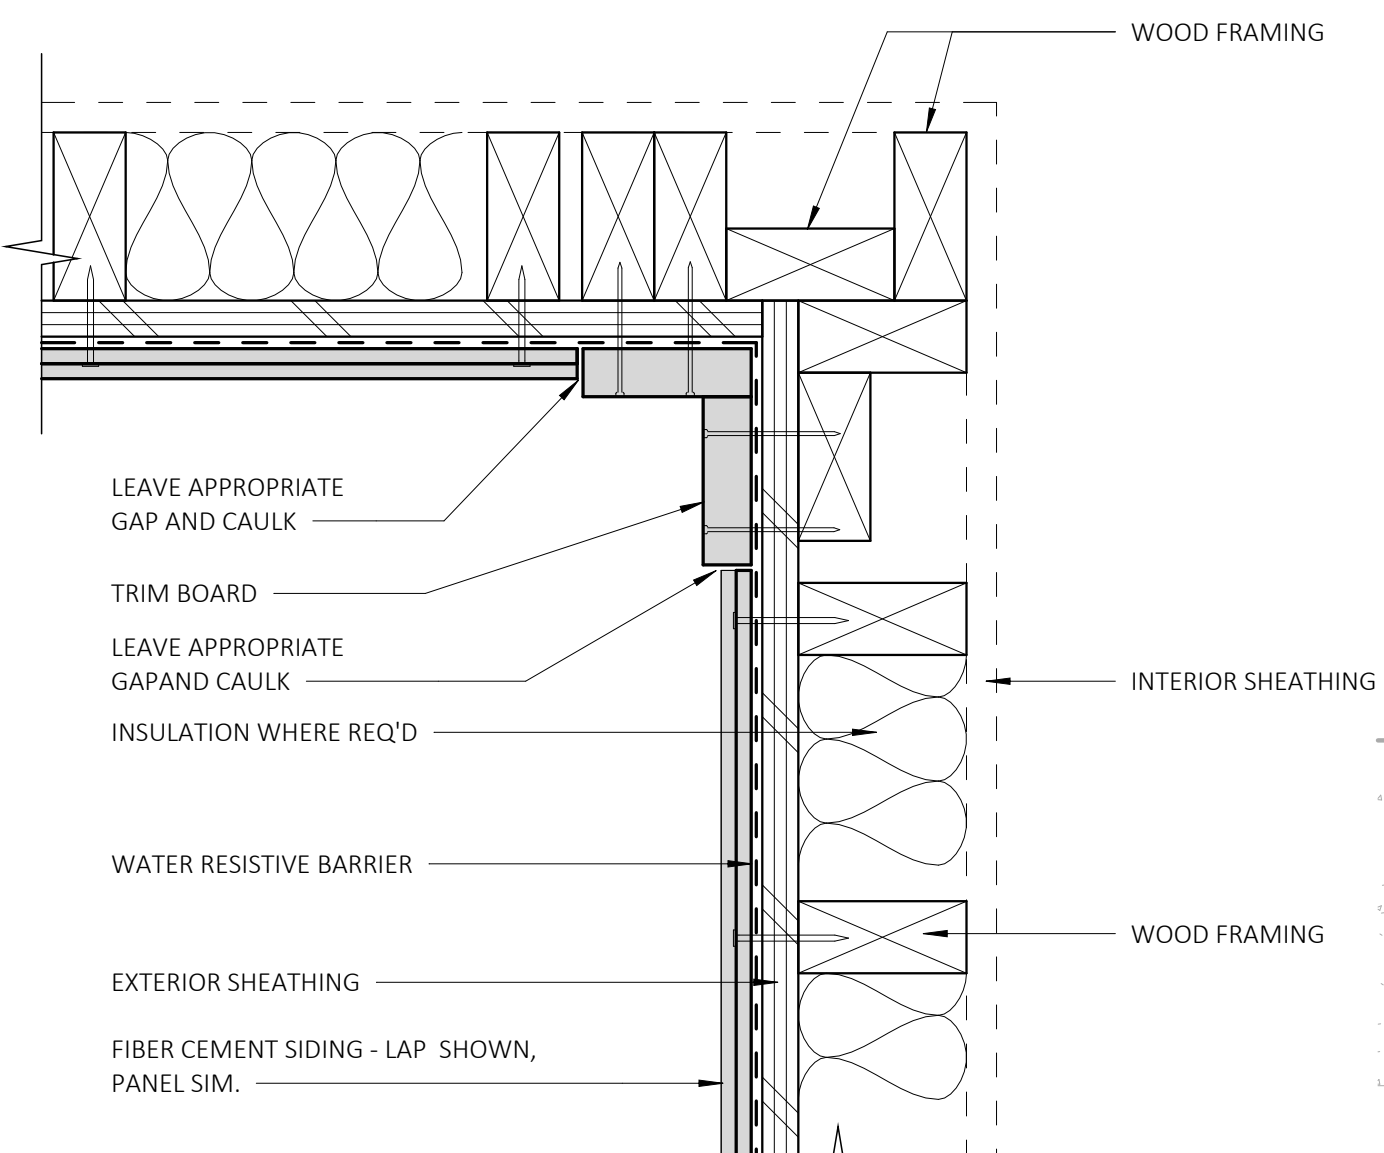 WOOD FRAMING
LEAVE APPROPRIATE
GAP AND CAULK
TRIM BOARD
LEAVE APPROPRIATE
GAPAND CAULK
INTERIOR SHEATHING
INSULATION WHERE REQ'D
WATER RESISTIVE BARRIER
WOOD FRAMING
EXTERIOR SHEATHING
FIBER CEMENT SIDING - LAP  SHOWN,
PANEL SIM.